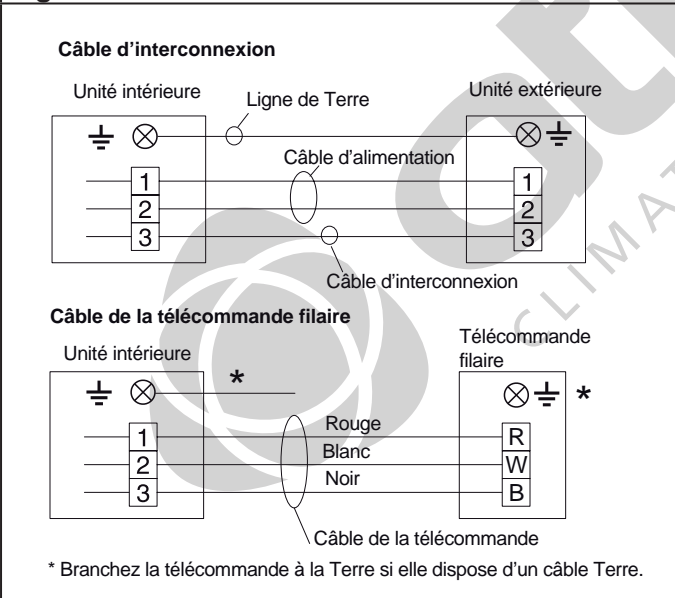 Câble d'interconnexion
Unité intérieure
Ligne de Terre
Unité extérieure
Câble d'alimentation
1
2
3
1
2
3
Câble d'interconnexion
Câble de la télécommande filaire
Unité intérieure
Télécommande
filaire
*
*
1
2
3
Rouge
Blanc
Noir
R
W
B
Câble de la télécommande
* Branchez la télécommande à la Terre si elle dispose d'un câble Terre.